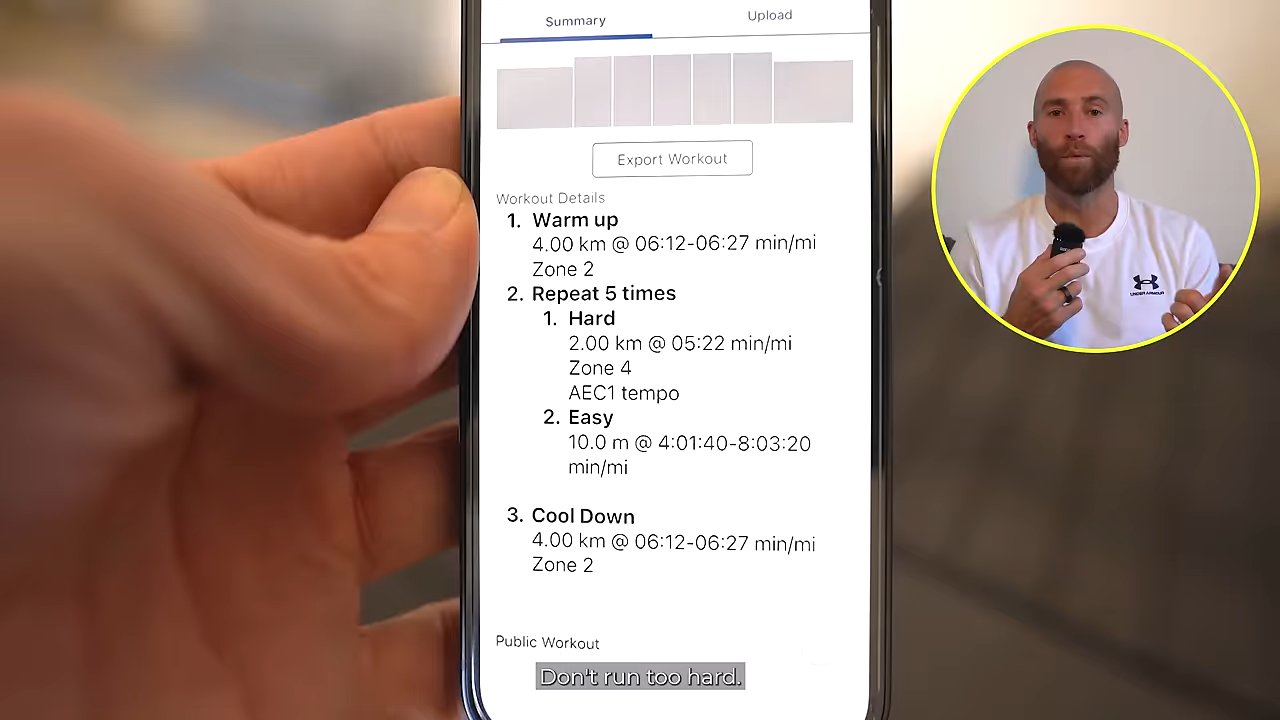 Summary
Upload
Export Workout
Workout Details
1. Warm up
4.00 km @ 06:12-06:27 min/mi
Zone 2
2. Repeat 5 times
1. Hard
2.00 km @ 05:22 min/mi
Zone 4
AEC1 tempo
2. Easy
10.0 m @ 4:01:40-8:03:20
min/mi
3. Cool Down
4.00 km @ 06:12-06:27 min/mi
Zone 2
Public Workout
Don't run too hard.
UNDER ARMOUR